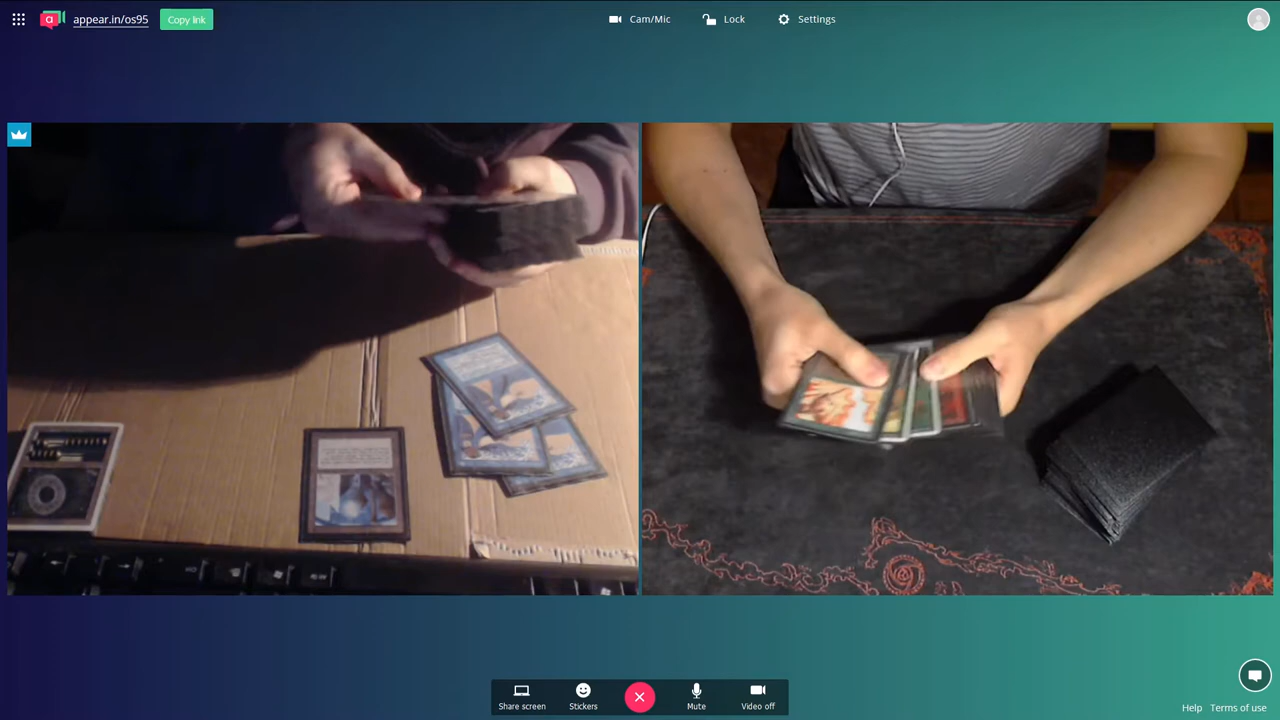 appear.in/os95
Copy link
Cam/Mic
Lock
Settings
Share screen
Stickers
Mute
Video off
Help
Terms of use